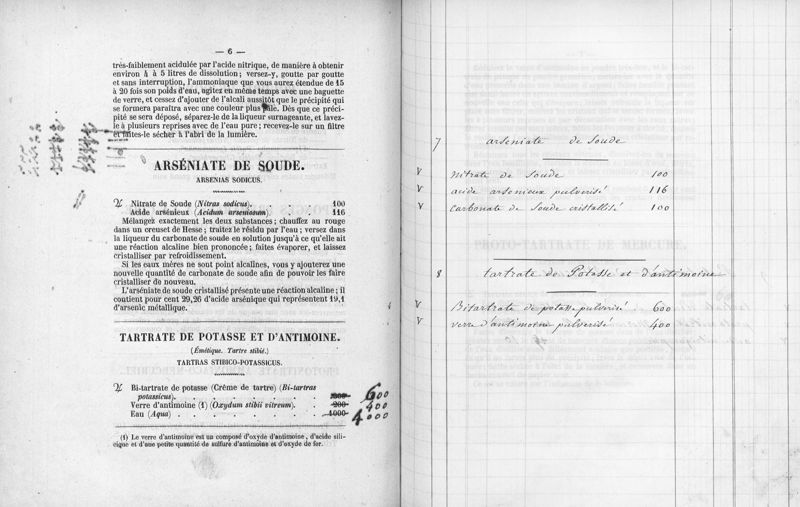 — 6 —
très-faiblement acidulée par l'acide nitrique, de manière à obtenir
environ 4 à 5 litres de dissolution ; versez-y, goutte par goutte
et sans interruption, l'ammoniaque que vous aurez étendue de 15
à 20 fois son poids d'eau, agitez en même temps avec une baguette
de verre, et cessez d'ajouter de l'alcali aussitôt que le précipité qui
se formera paraîtra avec une couleur plus pâle. Dès que ce préci-
pité se sera déposé, séparez-le de la liqueur surnageante, et lavez-
le à plusieurs reprises avec de l'eau pure ; recevez-le sur un filtre
et faites-le sécher à l'abri de la lumière.
ARSÉNIATE DE SOUDE.
ARSENIAS SODICUS.
Nitrate de Soude (Nitras sodicus). . . . . . 100
Acide arsénieux (Acidum arseniosum) . . . . 116
Mélangez exactement les deux substances ; chauffez au rouge
dans un creuset de Hesse ; traitez le résidu par l'eau ; versez dans
la liqueur du carbonate de soude en solution jusqu'à ce qu'elle ait
une réaction alcaline bien prononcée ; faites évaporer, et laissez
cristalliser par refroidissement.
Si les eaux mères ne sont point alcalines, vous y ajouterez une
nouvelle quantité de carbonate de soude afin de pouvoir les faire
cristalliser de nouveau.
L'arséniate de soude cristallisé présente une réaction alcaline ; il
contient pour cent 29,26 d'acide arsénique qui représentent 19,1
d'arsenic métallique.
TARTRATE DE POTASSE ET D'ANTIMOINE.
(Émétique. Tartre stibié.)
TARTRAS STIBICO-POTASSICUS.
Bi-tartrate de potasse (Crème de tartre) (Bi-tartras
potassicus). . . . . . . . . . . 600
Verre d'antimoine (1) (Oxydum stibii vitreum). . . 200 400
Eau (Aqua) . . . . . . . . . . . 1000 4000
(1) Le verre d'antimoine est un composé d'oxyde d'antimoine, d'acide sili-
cique et d'une petite quantité de sulfure d'antimoine et d'oxyde de fer.
7 arseniate de Soude
V Nitrate de Soude 100
V acide arsenieux pulverisé 116
V Carbonate de Soude cristallisé 100
8 tartrate de Potasse et d'antimoine
V Bitartrate de potasse pulverisé 600
V verre d'antimoine pulverisé 400